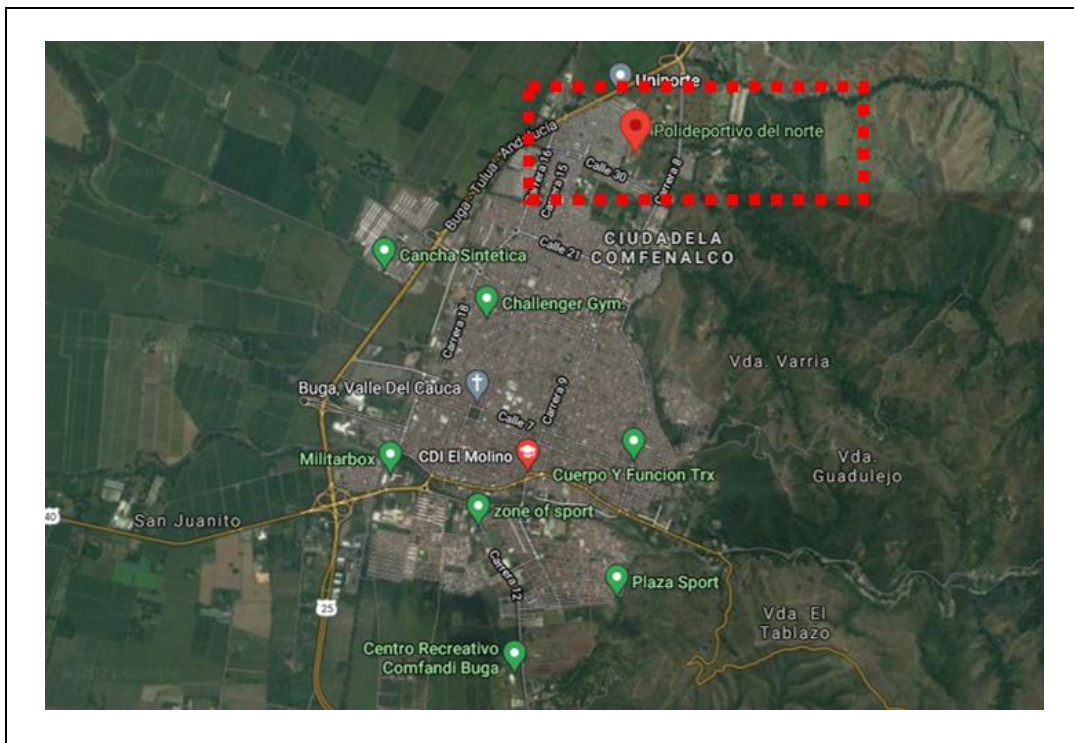 Uninorte
Polideportivo del norte
Buga - Tulua - Andalucía
Carrera 16
Carrera 15
Calle 30
Carrera 8
CIUDADELA
COMFENALCO
Calle 21
Cancha Sintetica
Challenger Gym.
Carrera 18
Vda. Varria
Buga, Valle Del Cauca
Carrera 9
Calle 7
Militarbox
CDI El Molino
Cuerpo Y Funcion Trx
Vda.
Guadulejo
40
San Juanito
zone of sport
Carrera 12
Plaza Sport
25
Vda. El
Tablazo
Centro Recreativo
Comfandi Buga